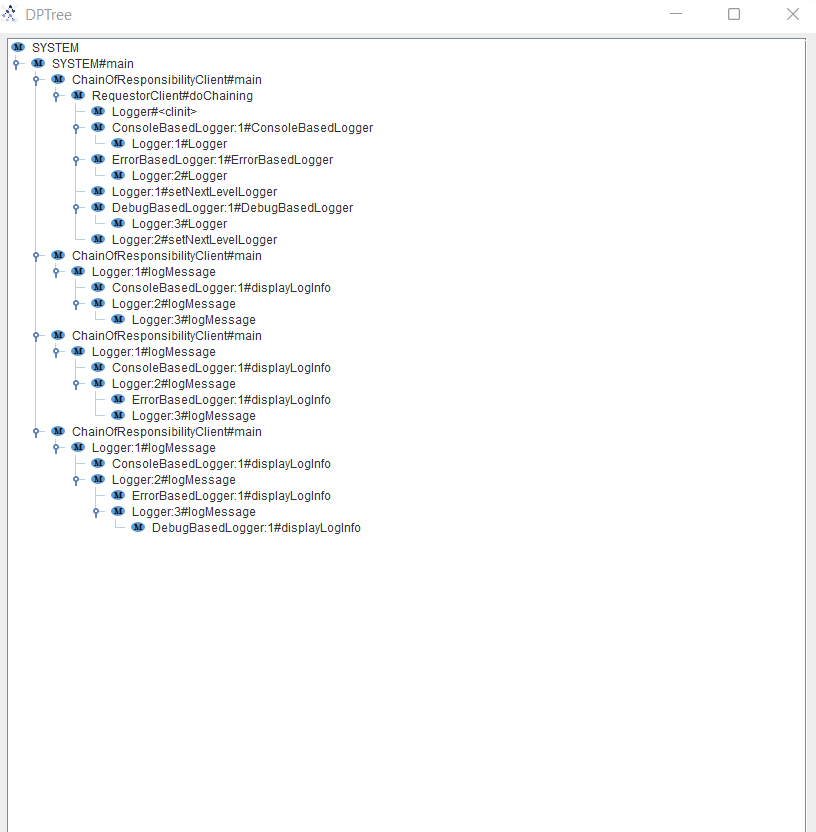 DPTree
SYSTEM
SYSTEM#main
ChainOfResponsibilityClient#main
RequestorClient#doChaining
Logger#<clinit>
ConsoleBasedLogger:1#ConsoleBasedLogger
Logger:1#Logger
ErrorBasedLogger:1#ErrorBasedLogger
Logger:2#Logger
Logger:1#setNextLevelLogger
DebugBasedLogger:1#DebugBasedLogger
Logger:3#Logger
Logger:2#setNextLevelLogger
ChainOfResponsibilityClient#main
Logger:1#logMessage
ConsoleBasedLogger:1#displayLogInfo
Logger:2#logMessage
Logger:3#logMessage
ChainOfResponsibilityClient#main
Logger:1#logMessage
ConsoleBasedLogger:1#displayLogInfo
Logger:2#logMessage
ErrorBasedLogger:1#displayLogInfo
Logger:3#logMessage
ChainOfResponsibilityClient#main
Logger:1#logMessage
ConsoleBasedLogger:1#displayLogInfo
Logger:2#logMessage
ErrorBasedLogger:1#displayLogInfo
Logger:3#logMessage
DebugBasedLogger:1#displayLogInfo